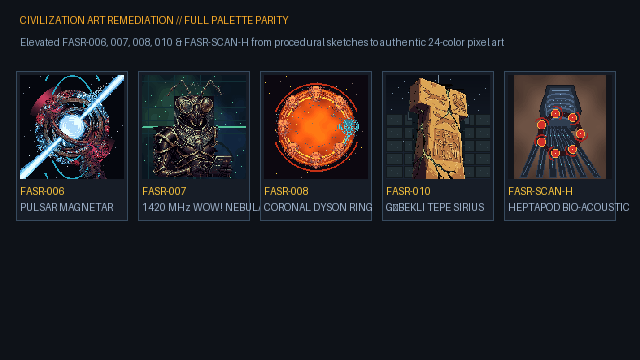 CIVILIZATION ART REMEDIATION // FULL PALETTE PARITY
Elevated FASR-006, 007, 008, 010 & FASR-SCAN-H from procedural sketches to authentic 24-color pixel art
FASR-006
PULSAR MAGNETAR
FASR-007
1420 MHz WOW! NEBULA
FASR-008
CORONAL DYSON RING
FASR-010
G▯BEKLI TEPE SIRIUS
FASR-SCAN-H
HEPTAPOD BIO-ACOUSTIC